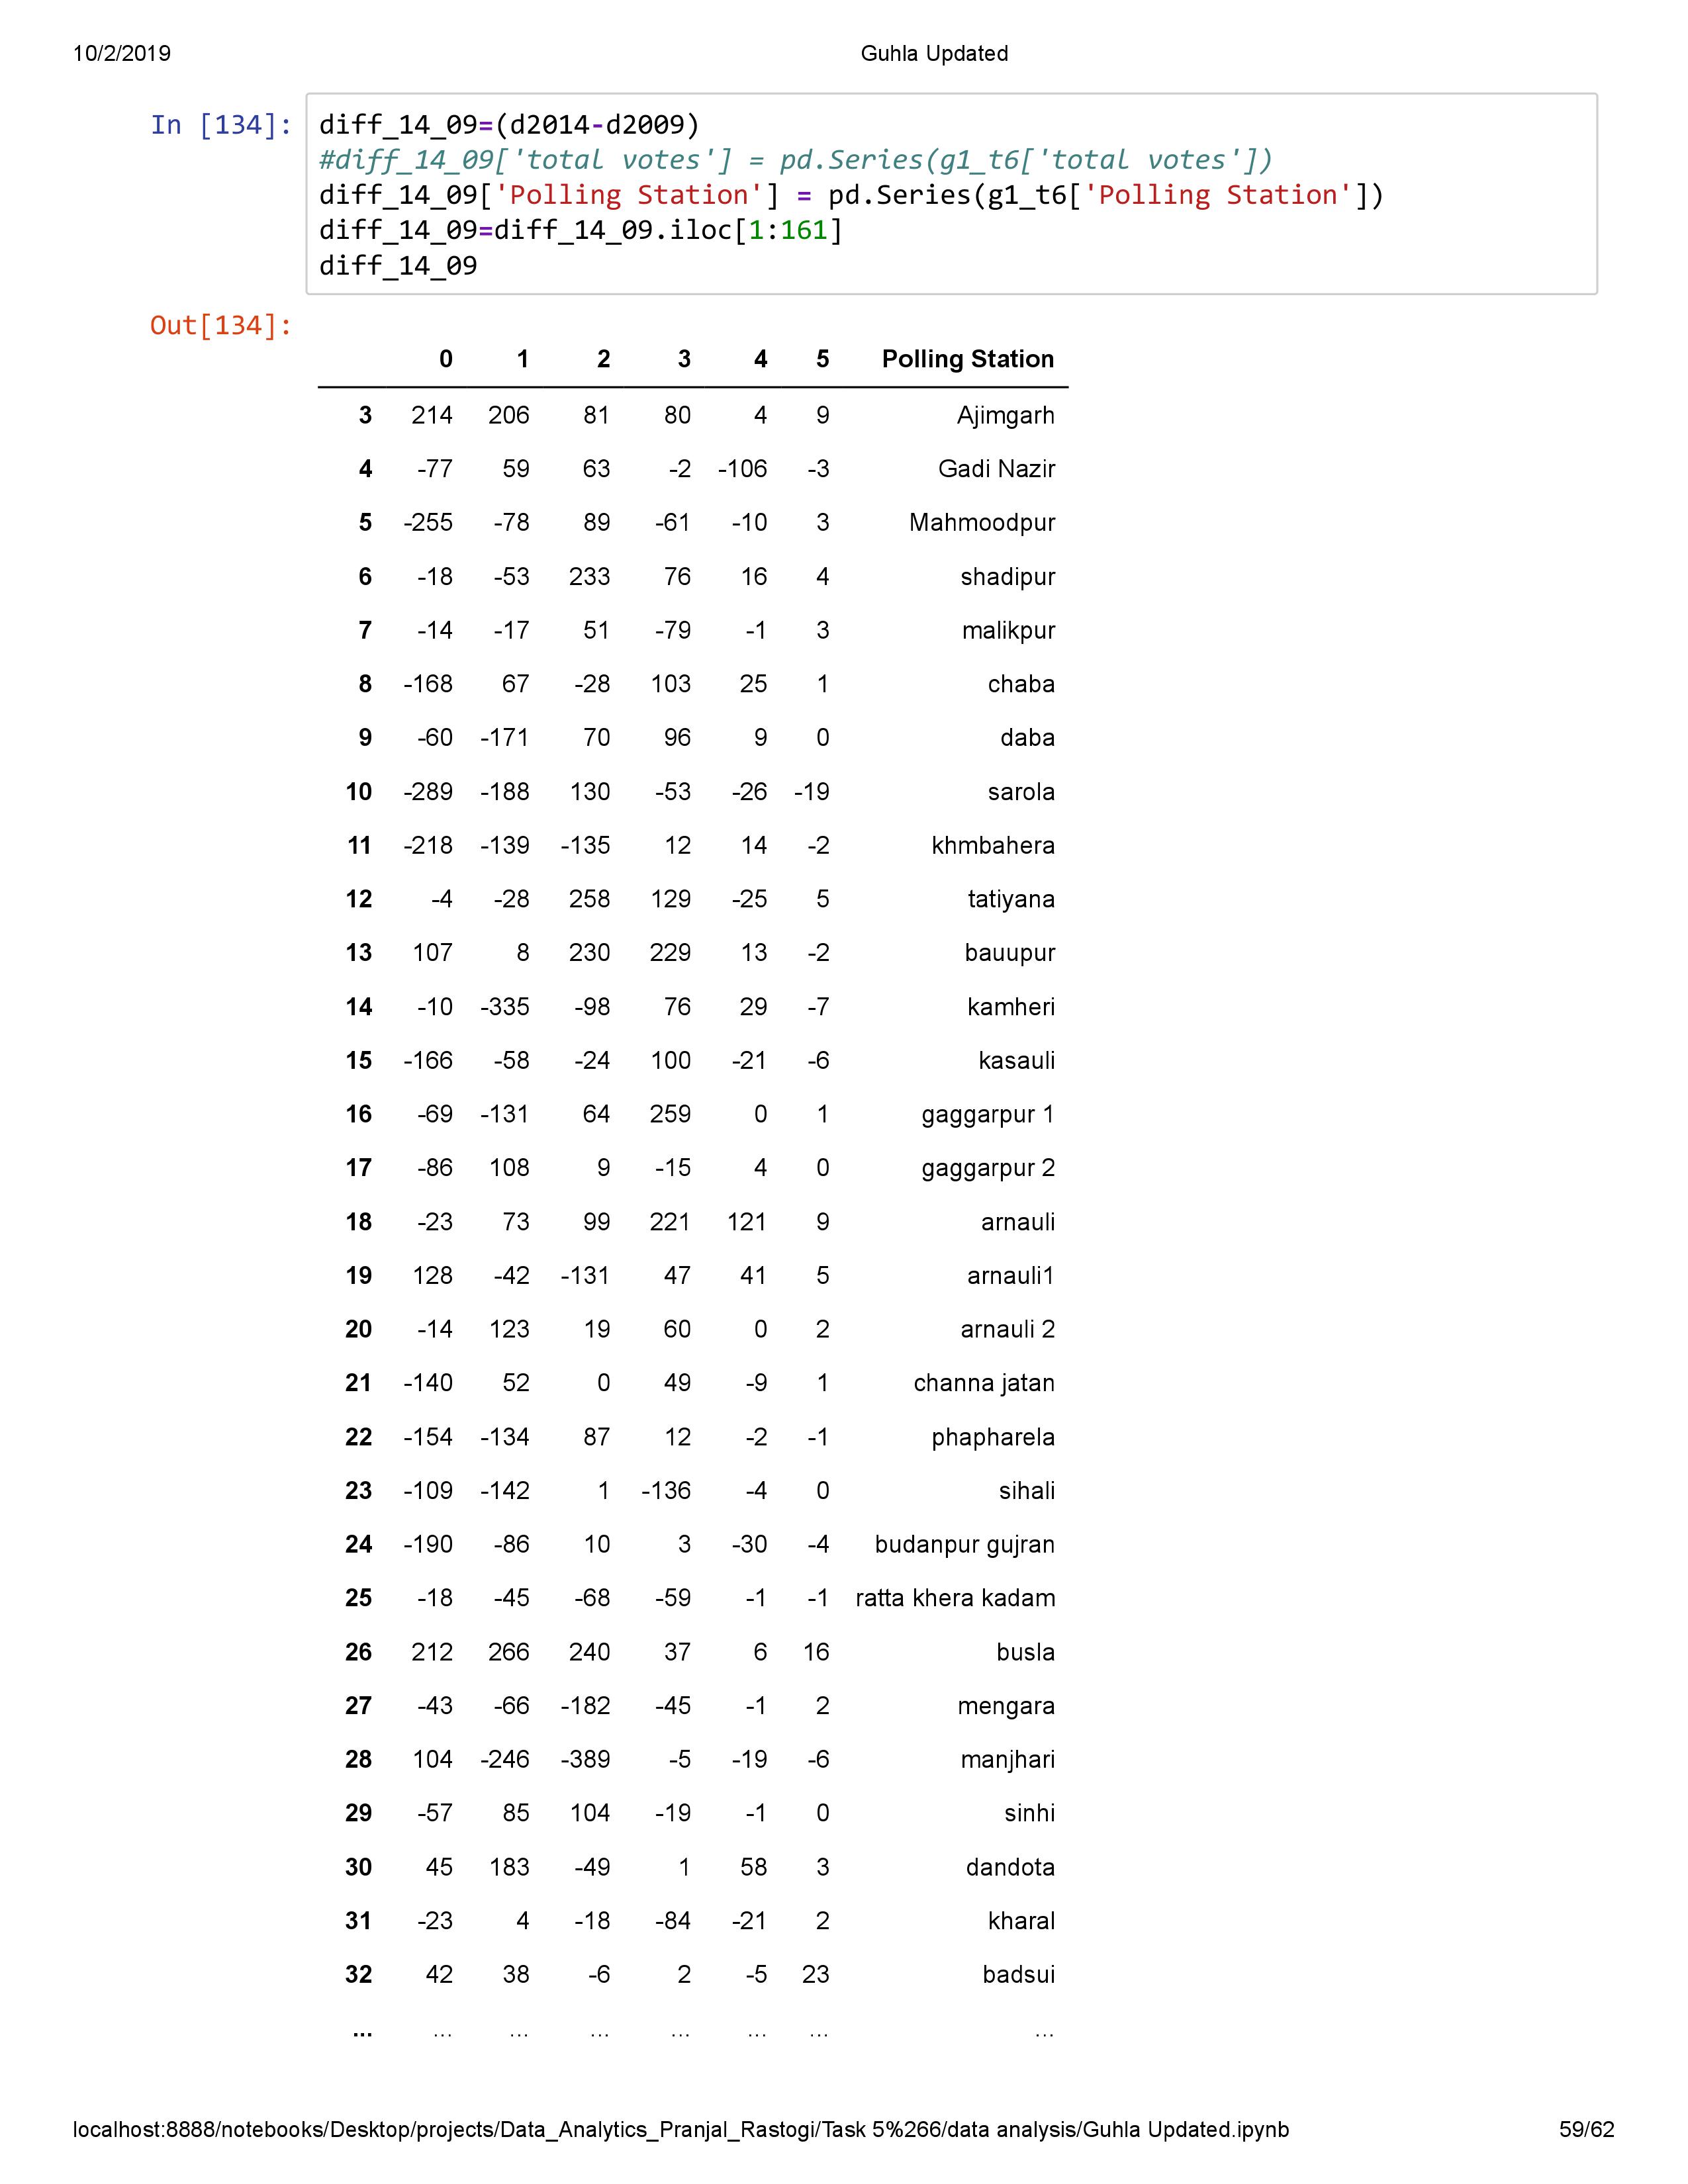 10/2/2019 Guhla Updated
In [134]: diff_14_09=(d2014-d2009)
#diff_14_09['total votes'] = pd.Series(g1_t6['total votes'])
diff_14_09['Polling Station'] = pd.Series(g1_t6['Polling Station'])
diff_14_09=diff_14_09.iloc[1:161]
diff_14_09
Out[134]:
0 1 2 3 4 5 Polling Station
3 214 206 81 80 4 9 Ajimgarh
4 -77 59 63 -2 -106 -3 Gadi Nazir
5 -255 -78 89 -61 -10 3 Mahmoodpur
6 -18 -53 233 76 16 4 shadipur
7 -14 -17 51 -79 -1 3 malikpur
8 -168 67 -28 103 25 1 chaba
9 -60 -171 70 96 9 0 daba
10 -289 -188 130 -53 -26 -19 sarola
11 -218 -139 -135 12 14 -2 khmbahera
12 -4 -28 258 129 -25 5 tatiyana
13 107 8 230 229 13 -2 bauupur
14 -10 -335 -98 76 29 -7 kamheri
15 -166 -58 -24 100 -21 -6 kasauli
16 -69 -131 64 259 0 1 gaggarpur 1
17 -86 108 9 -15 4 0 gaggarpur 2
18 -23 73 99 221 121 9 arnauli
19 128 -42 -131 47 41 5 arnauli1
20 -14 123 19 60 0 2 arnauli 2
21 -140 52 0 49 -9 1 channa jatan
22 -154 -134 87 12 -2 -1 phapharela
23 -109 -142 1 -136 -4 0 sihali
24 -190 -86 10 3 -30 -4 budanpur gujran
25 -18 -45 -68 -59 -1 -1 ratta khera kadam
26 212 266 240 37 6 16 busla
27 -43 -66 -182 -45 -1 2 mengara
28 104 -246 -389 -5 -19 -6 manjhari
29 -57 85 104 -19 -1 0 sinhi
30 45 183 -49 1 58 3 dandota
31 -23 4 -18 -84 -21 2 kharal
32 42 38 -6 2 -5 23 badsui
... ... ... ... ... ... ... ...
localhost:8888/notebooks/Desktop/projects/Data_Analytics_Pranjal_Rastogi/Task 5%266/data analysis/Guhla Updated.ipynb 59/62